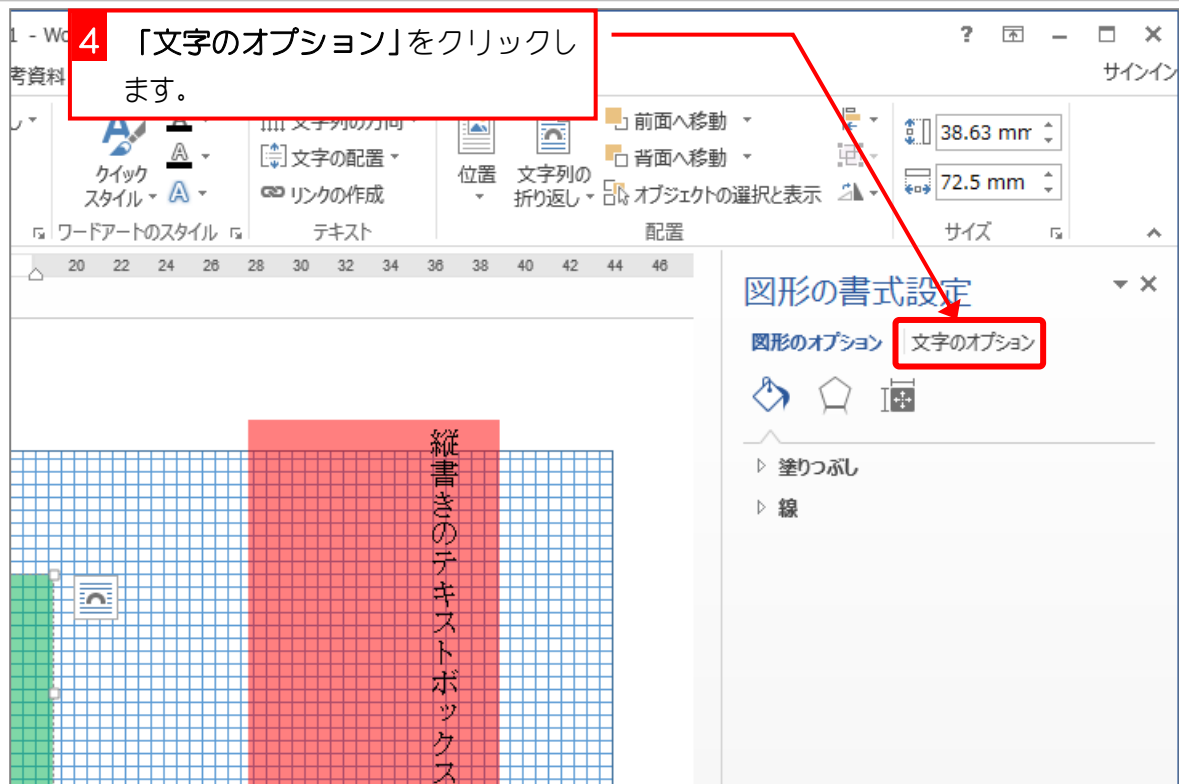 1 - Wo
4 「文字のオプション」をクリックし
ます。
?
考資料
サインイン
文字列の方向
文字の配置
リンクの作成
クイック
スタイル
位置
文字列の
折り返し
前面へ移動
背面へ移動
オブジェクトの選択と表示
38.63 mm
72.5 mm
ワードアートのスタイル
テキスト
配置
サイズ
20 22 24 26 28 30 32 34 36 38 40 42 44 46
図形の書式設定
図形のオプション
文字のオプション
塗りつぶし
線
縦書きのテキストボックス